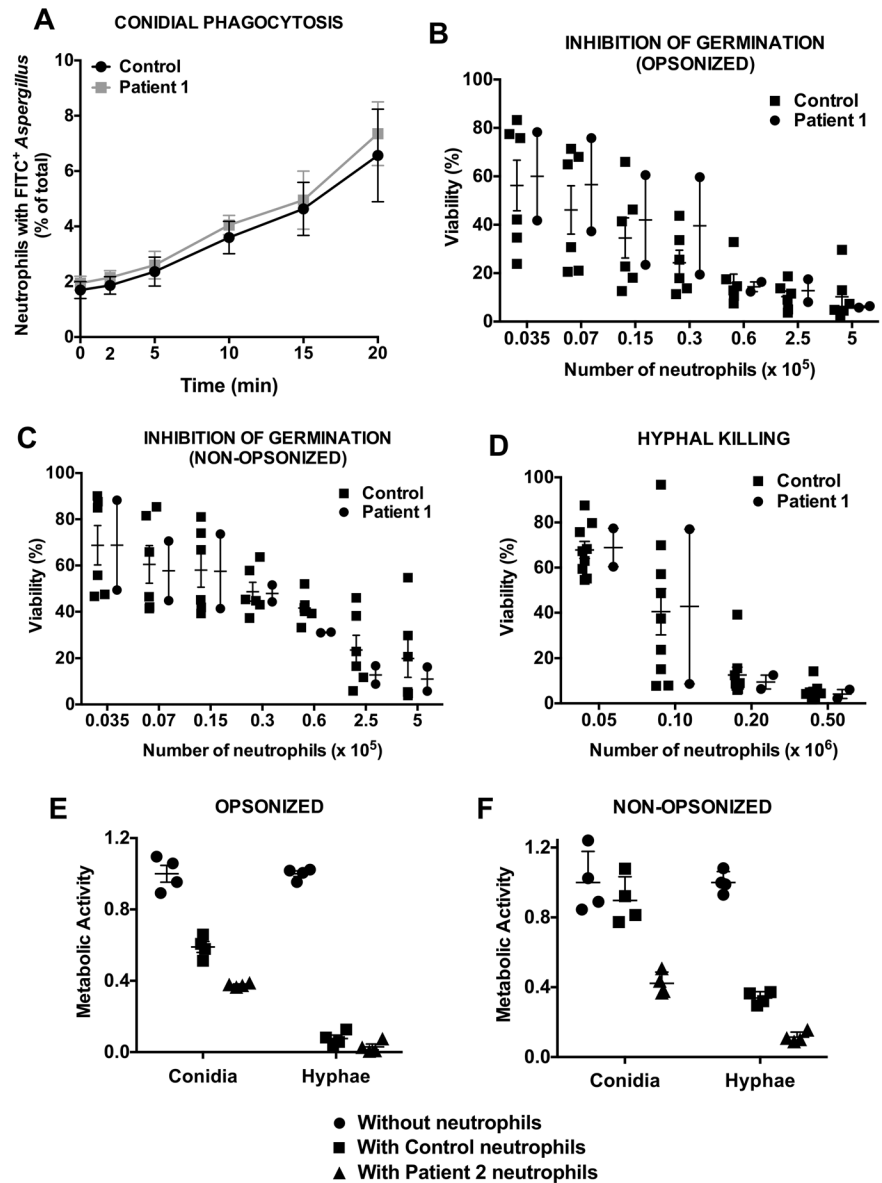 A
CONIDIAL PHAGOCYTOSIS
Control
Patient 1
Neutrophils with FITC⁺ Aspergillus
(% of total)
10
8
6
4
2
0
0 2 5 10 15 20
Time (min)
B
INHIBITION OF GERMINATION
(OPSONIZED)
Control
Patient 1
Viability (%)
100
80
60
40
20
0
0.035 0.07 0.15 0.3 0.6 2.5 5
Number of neutrophils (x 10⁵)
C
INHIBITION OF GERMINATION
(NON-OPSONIZED)
Control
Patient 1
Viability (%)
100
80
60
40
20
0
0.035 0.07 0.15 0.3 0.6 2.5 5
Number of neutrophils (x 10⁵)
D
HYPHAL KILLING
Control
Patient 1
Viability (%)
100
80
60
40
20
0
0.05 0.10 0.20 0.50
Number of neutrophils (x 10⁶)
E
OPSONIZED
Metabolic Activity
1.2
0.8
0.4
0.0
Conidia Hyphae
F
NON-OPSONIZED
Metabolic Activity
1.2
0.8
0.4
0.0
Conidia Hyphae
Without neutrophils
With Control neutrophils
With Patient 2 neutrophils